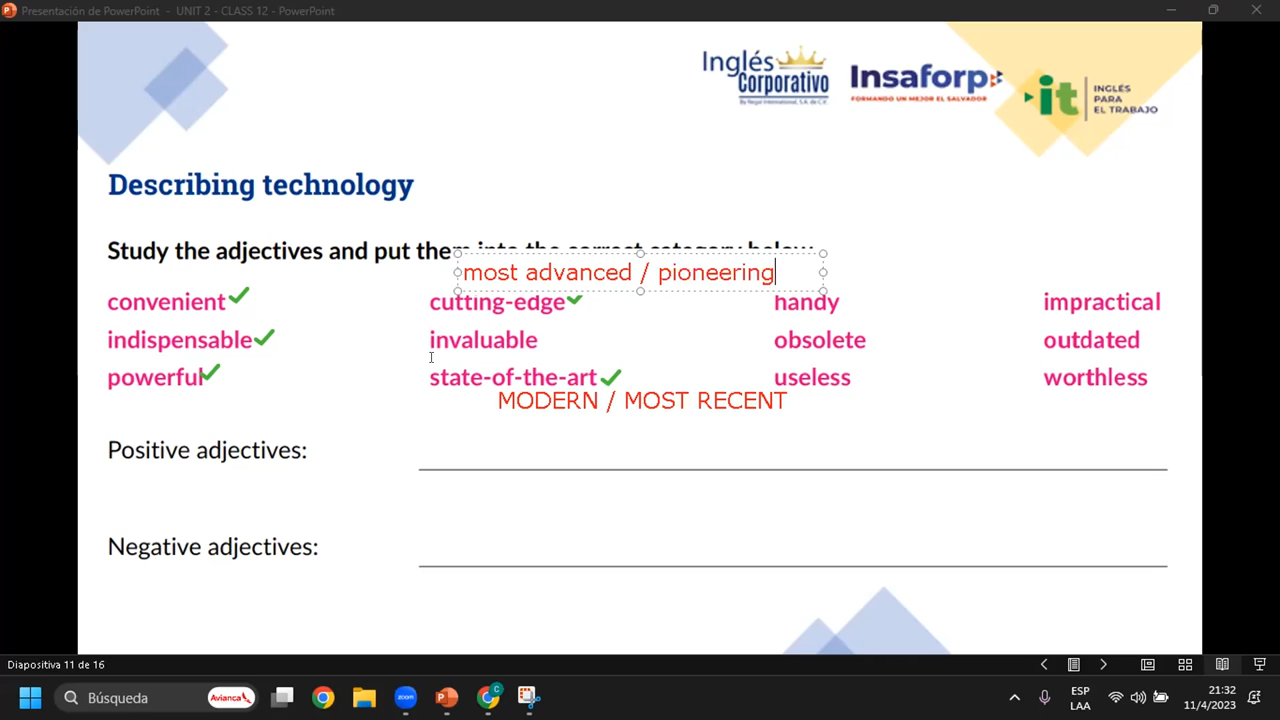 Presentación de PowerPoint - UNIT 2 - CLASS 12 - PowerPoint
Inglés
Corporativo
By Regal International, S.A. de C.V.
Insaforp
FORMANDO UN MEJOR EL SALVADOR
it
INGLÉS
PARA
EL TRABAJO
Describing technology
Study the adjectives and put them into the correct category below
most advanced / pioneering
convenient cutting-edge handy impractical
indispensable invaluable obsolete outdated
powerful state-of-the-art useless worthless
MODERN / MOST RECENT
Positive adjectives:
Negative adjectives:
Diapositiva 11 de 16
Búsqueda
Avianca
zoom
C
ESP
LAA
21:32
11/4/2023